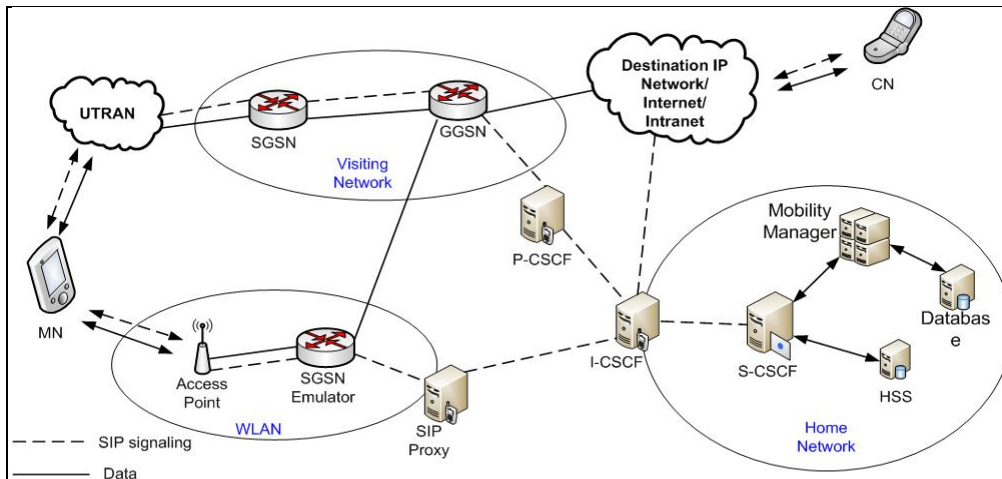 UTRAN
SGSN
GGSN
Visiting
Network
Destination IP
Network/
Internet/
Intranet
CN
P-CSCF
Mobility
Manager
Databas
e
MN
Access
Point
SGSN
Emulator
WLAN
SIP
Proxy
I-CSCF
S-CSCF
HSS
Home
Network
SIP signaling
Data